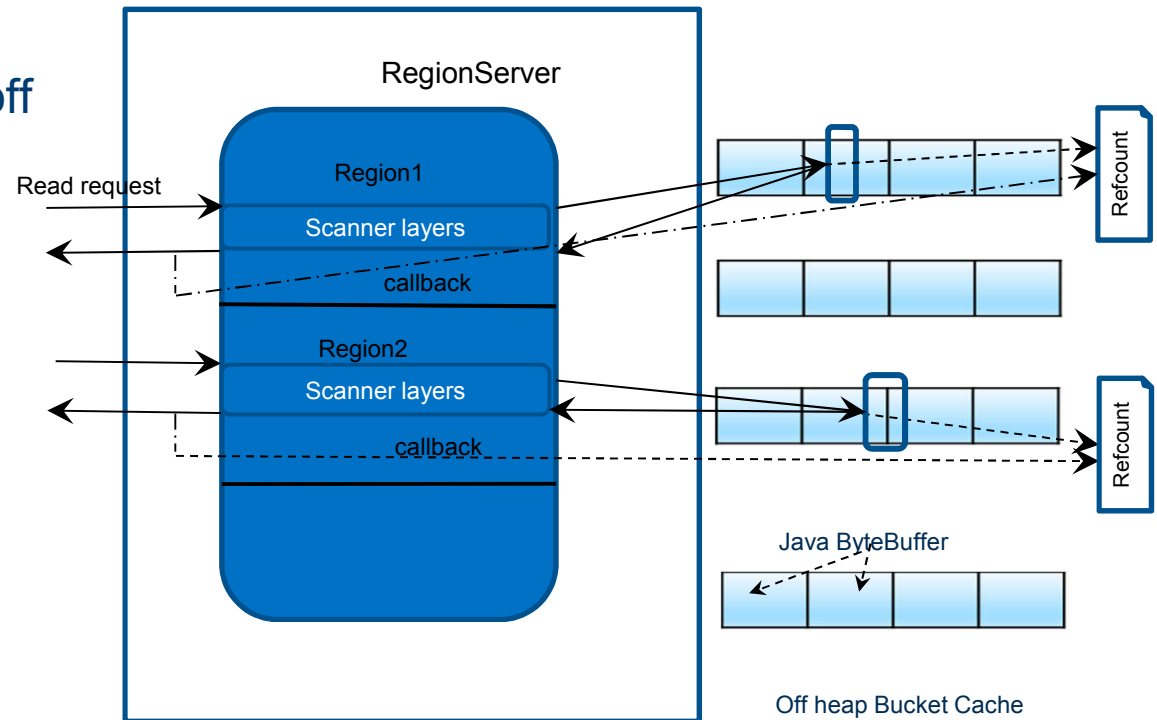 off
RegionServer
Region1
Read request
Scanner layers
callback
Refcount
Region2
Scanner layers
callback
Refcount
Java ByteBuffer
Off heap Bucket Cache